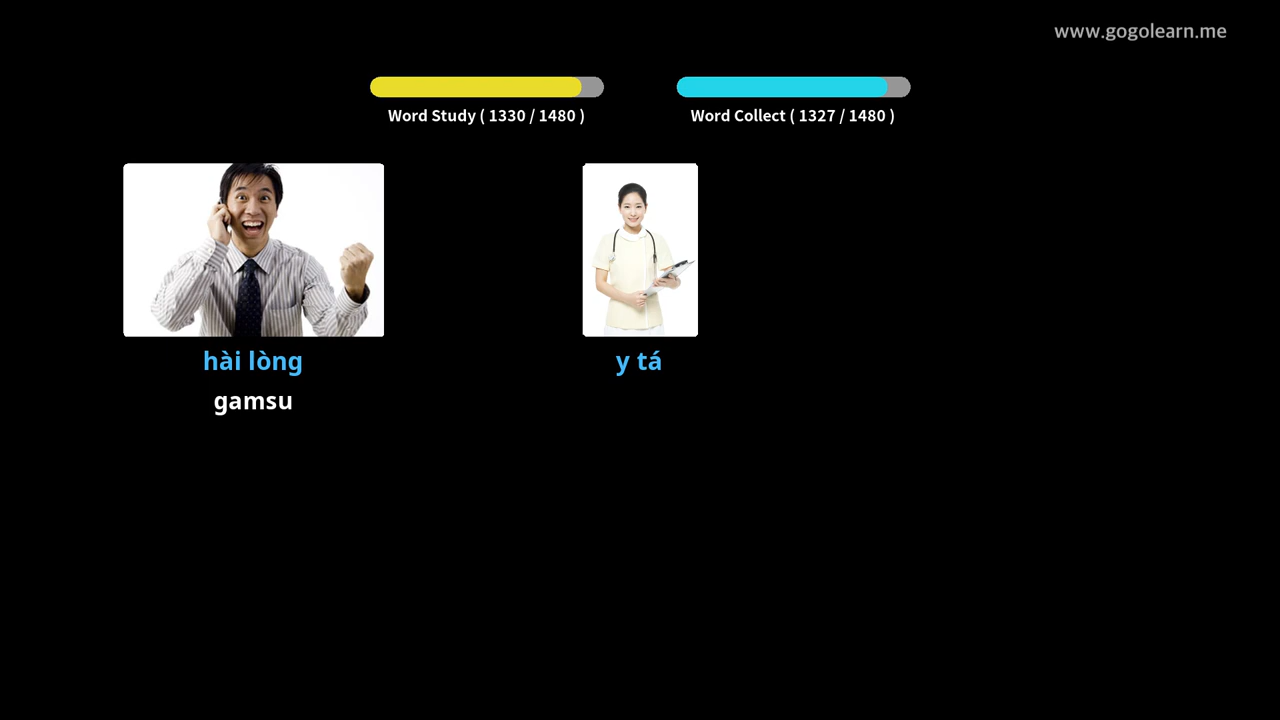 www.gogolearn.me
Word Study ( 1330 / 1480 )
Word Collect ( 1327 / 1480 )
hài lòng
y tá
gamsu